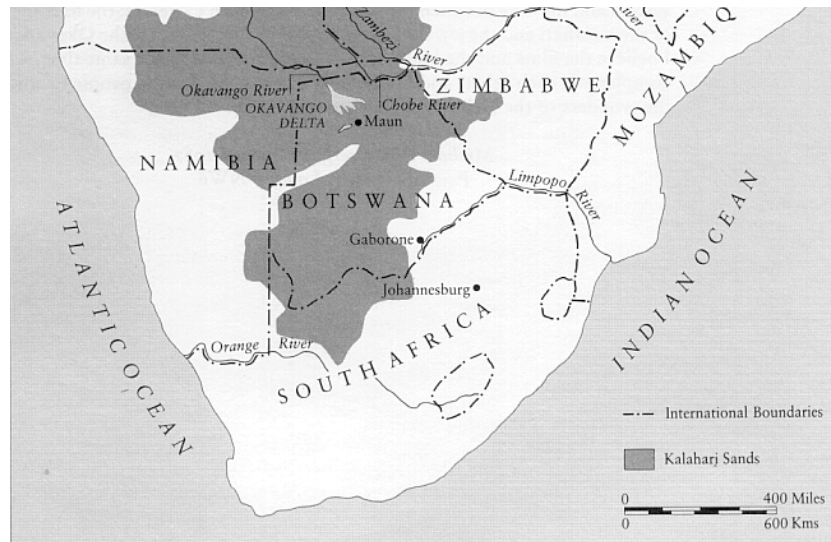 Zambezi
River
River
MOZAMBIQ
ZIMBABWE
Okavango River
OKAVANGO
DELTA
Chobe River
Maun
NAMIBIA
BOTSWANA
Limpopo
River
Gaborone
Johannesburg
ATLANTIC OCEAN
INDIAN OCEAN
Orange River
SOUTH AFRICA
International Boundaries
Kalaharj Sands
0 400 Miles
0 600 Kms